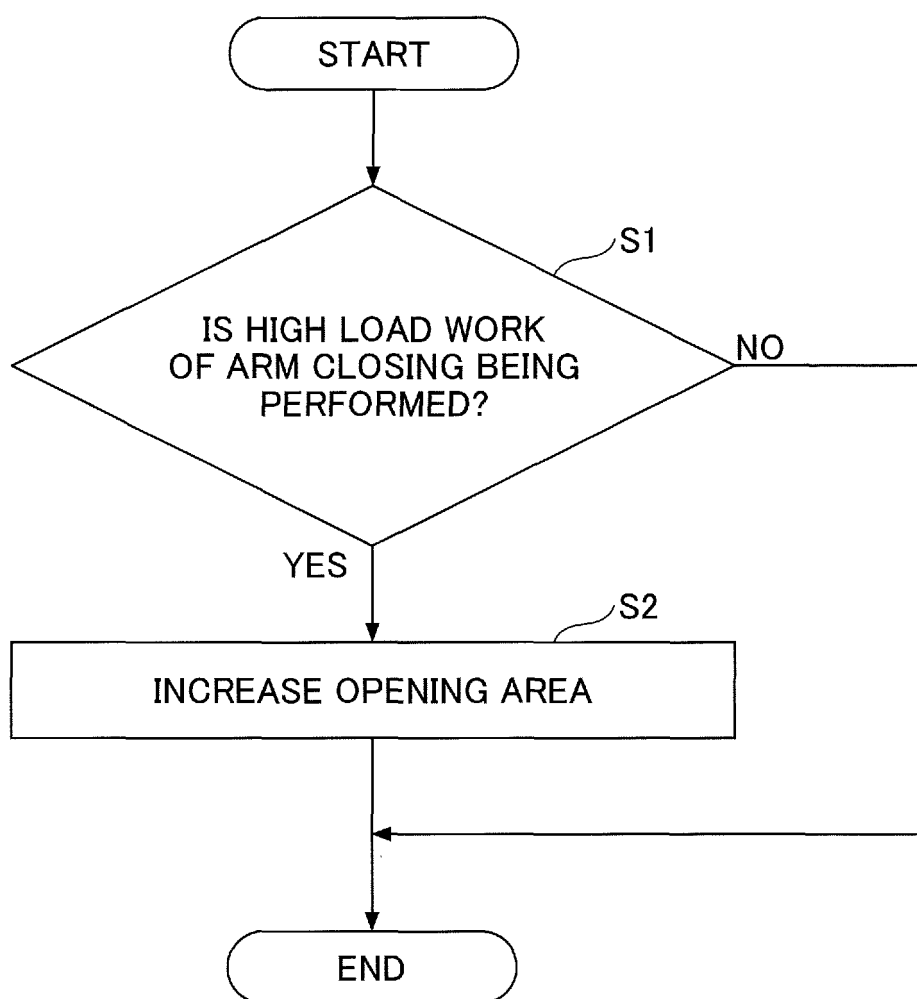 START
S1
IS HIGH LOAD WORK
OF ARM CLOSING BEING
PERFORMED?
NO
YES
S2
INCREASE OPENING AREA
END